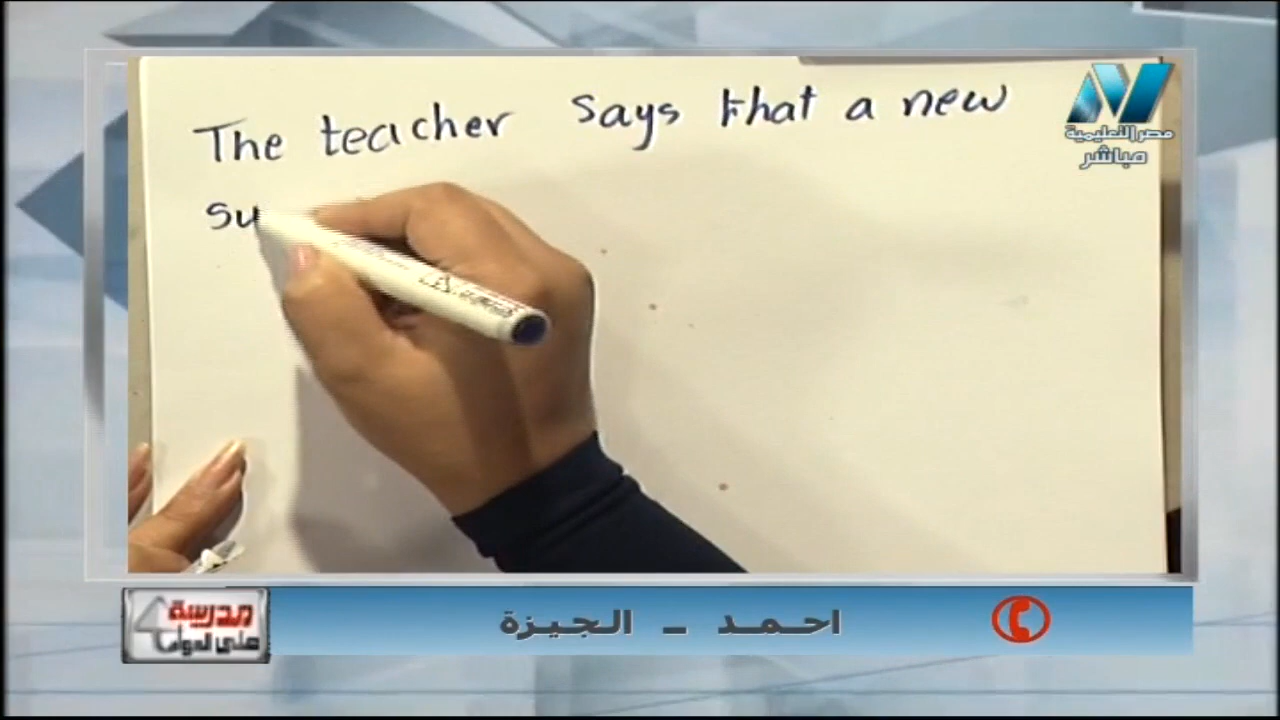 The teacher says that a new
su
مصر التعليمية
مباشر
احمد - الجيزة
مدرسة
على الهواء